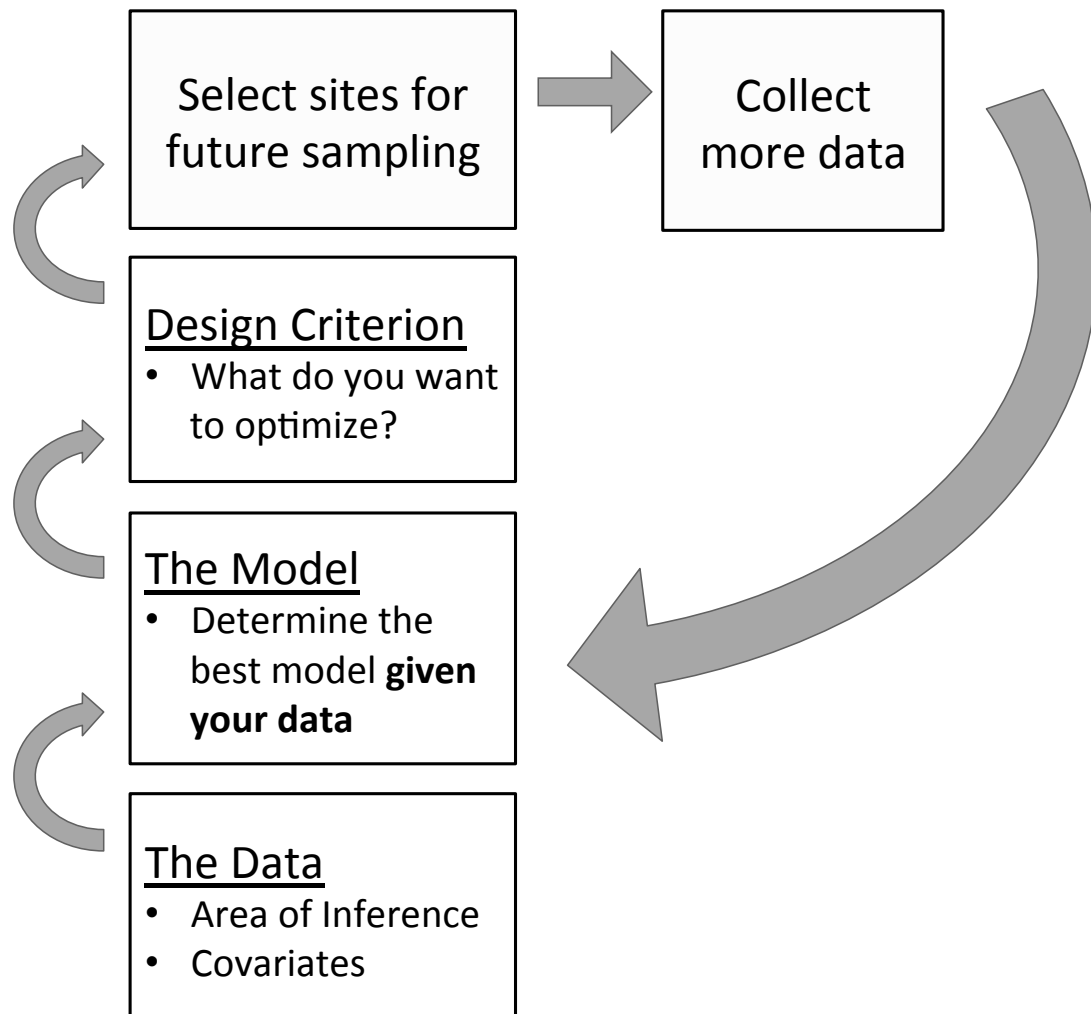 Select sites for
future sampling
Collect
more data
Design Criterion
• What do you want
to optimize?
The Model
• Determine the
best model given
your data
The Data
• Area of Inference
• Covariates